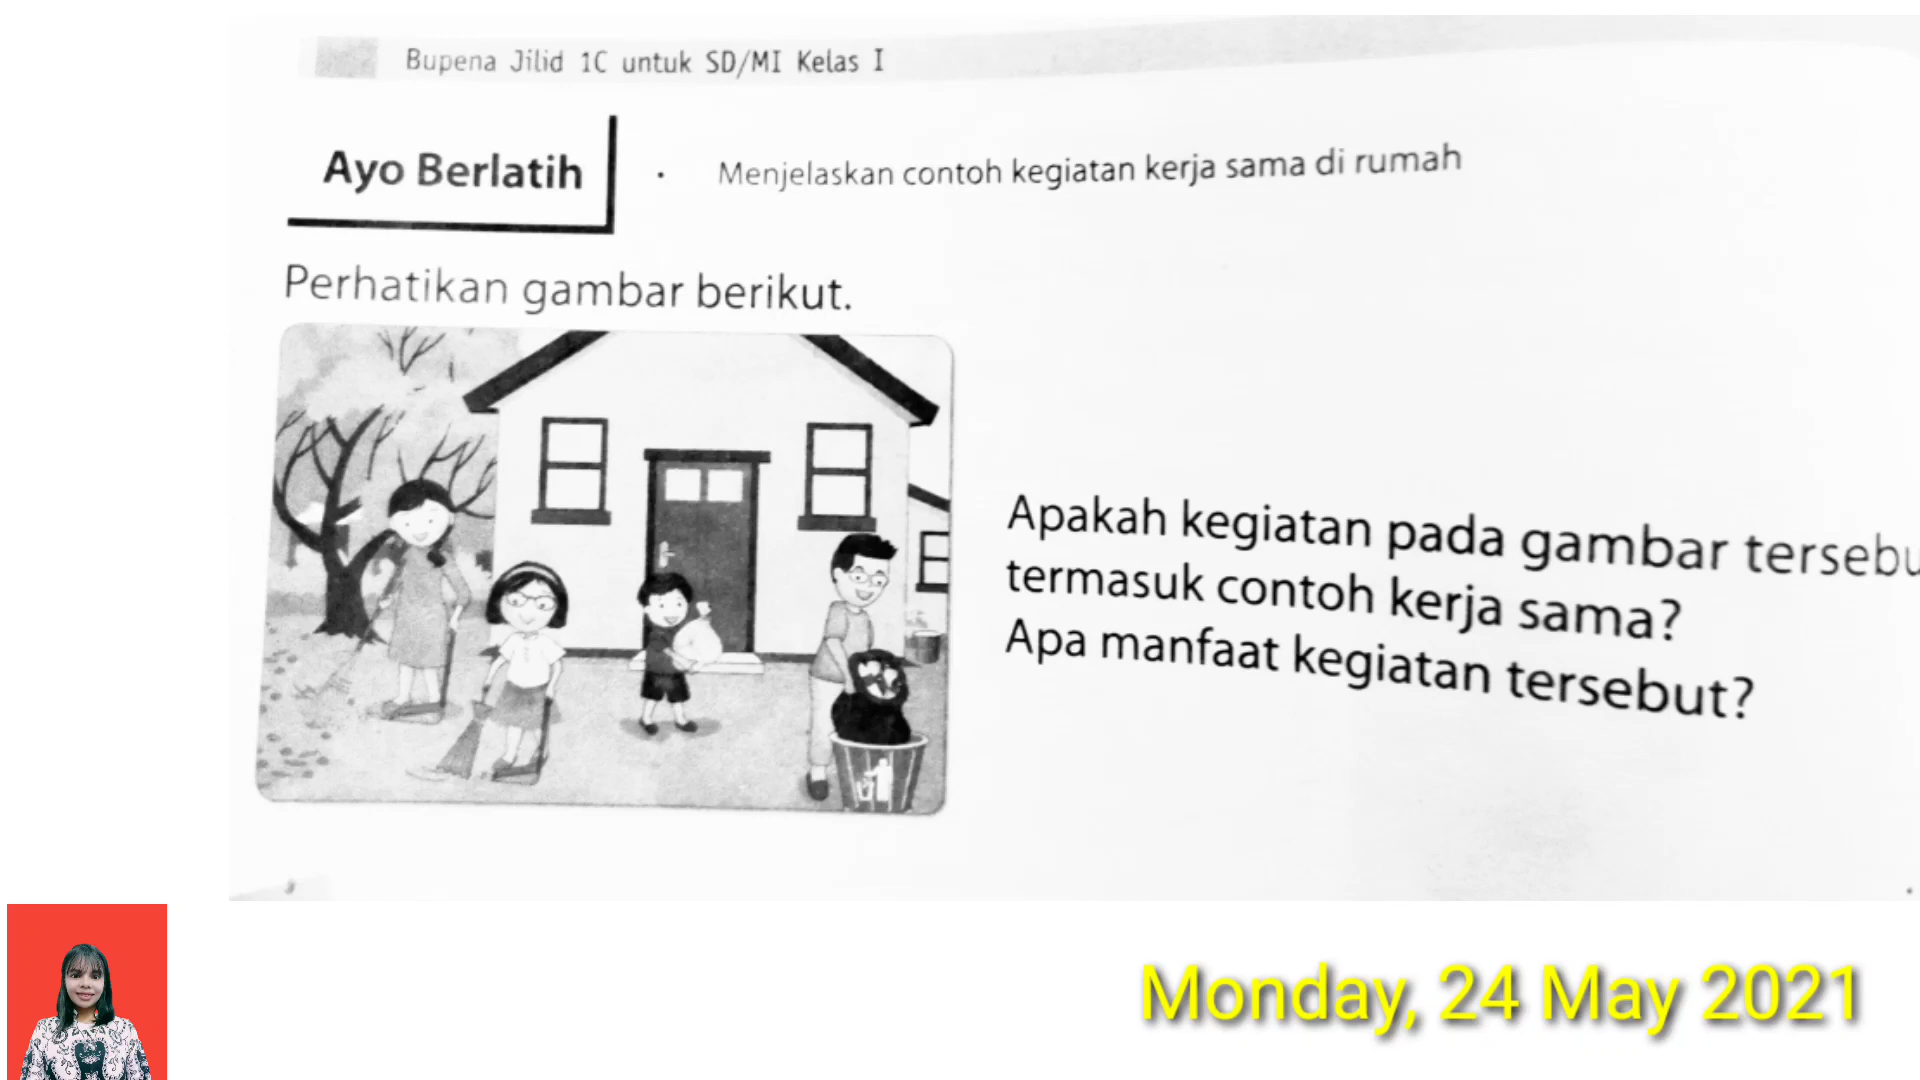 Bupena Jilid 1C untuk SD/MI Kelas I
Ayo Berlatih
• Menjelaskan contoh kegiatan kerja sama di rumah
Perhatikan gambar berikut.
Apakah kegiatan pada gambar tersebu
termasuk contoh kerja sama?
Apa manfaat kegiatan tersebut?
Monday, 24 May 2021